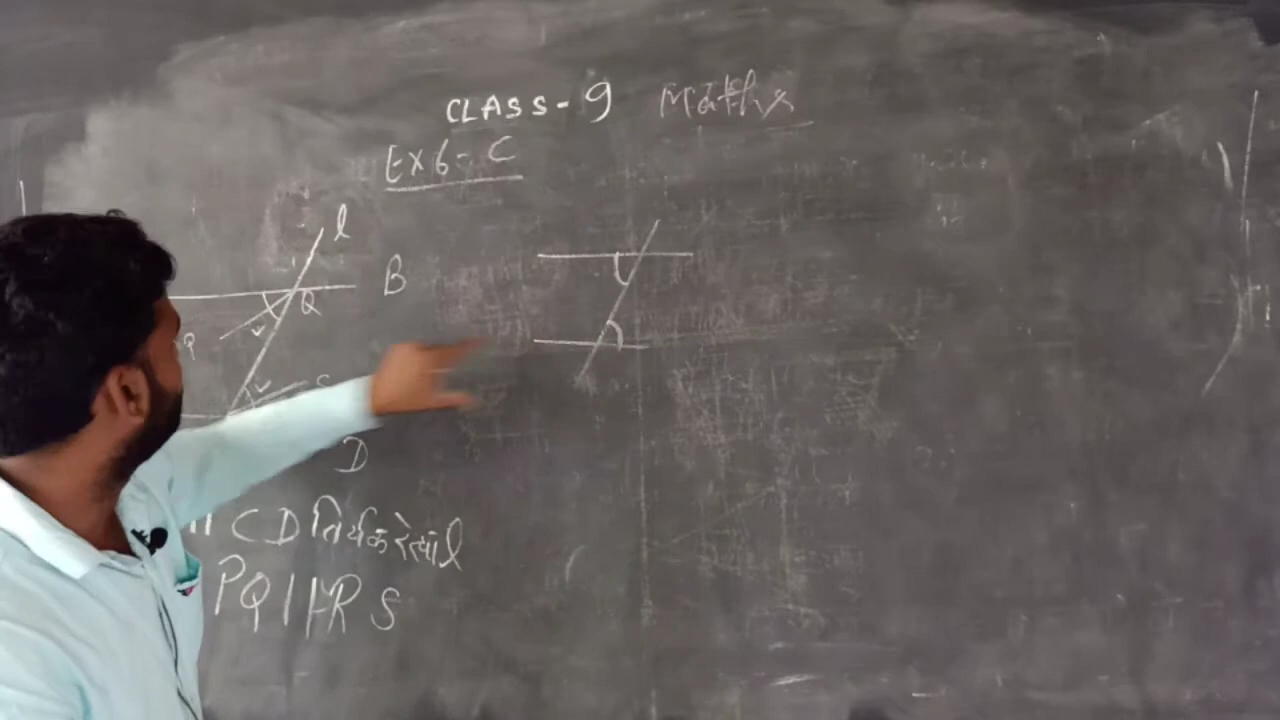 CLASS - 9 Maths
Ex 6 - C
l
B
Q
P
S
D
|| CD तिर्यक रेखा l
PQ || RS